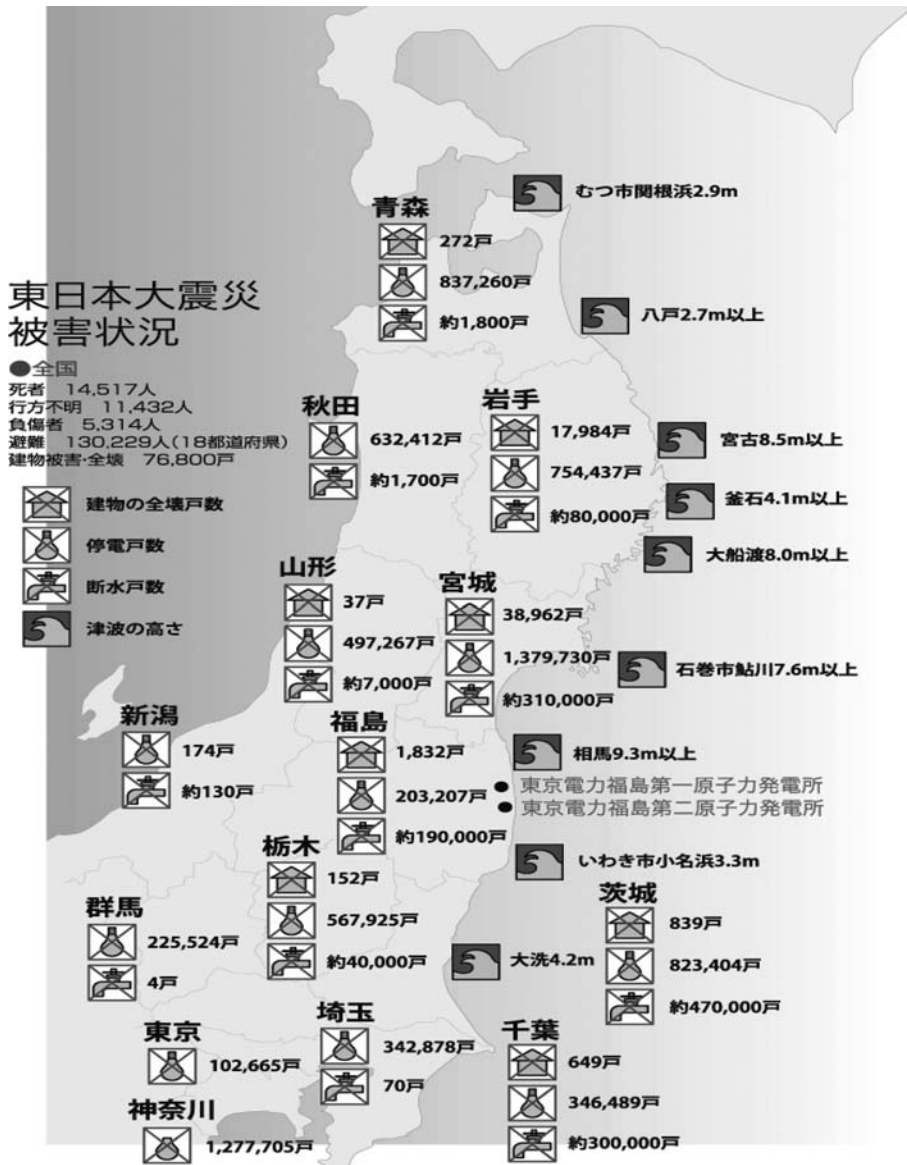 東日本大震災
被害状況
●全国
死者 14,517人
行方不明 11,432人
負傷者 5,314人
避難 130,229人(18都道府県)
建物被害・全壊 76,800戸
建物の全壊戸数
停電戸数
断水戸数
津波の高さ
むつ市関根浜2.9m
青森
272戸
837,260戸
約1,800戸
八戸2.7m以上
秋田
632,412戸
約1,700戸
岩手
17,984戸
754,437戸
約80,000戸
宮古8.5m以上
釜石4.1m以上
大船渡8.0m以上
山形
37戸
497,267戸
約7,000戸
宮城
38,962戸
1,379,730戸
約310,000戸
石巻市鮎川7.6m以上
新潟
174戸
約130戸
福島
1,832戸
203,207戸
約190,000戸
相馬9.3m以上
東京電力福島第一原子力発電所
東京電力福島第二原子力発電所
いわき市小名浜3.3m
栃木
152戸
567,925戸
約40,000戸
群馬
225,524戸
4戸
大洗4.2m
茨城
839戸
823,404戸
約470,000戸
埼玉
342,878戸
70戸
東京
102,665戸
神奈川
1,277,705戸
千葉
649戸
346,489戸
約300,000戸